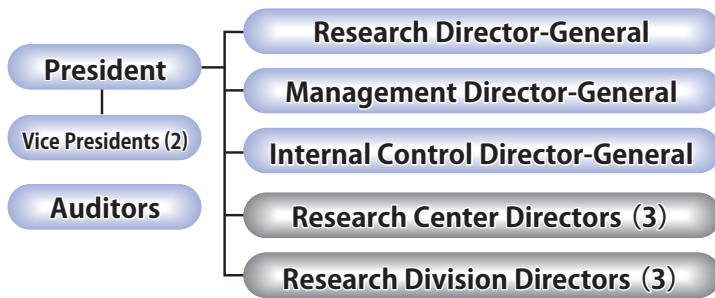 President
Vice Presidents (2)
Auditors
Research Director-General
Management Director-General
Internal Control Director-General
Research Center Directors（3）
Research Division Directors（3）